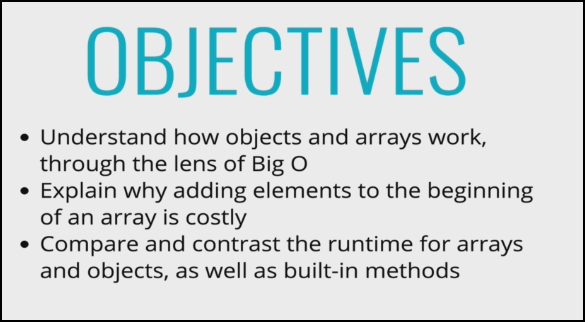 OBJECTIVES
• Understand how objects and arrays work,
through the lens of Big O
• Explain why adding elements to the beginning
of an array is costly
• Compare and contrast the runtime for arrays
and objects, as well as built-in methods